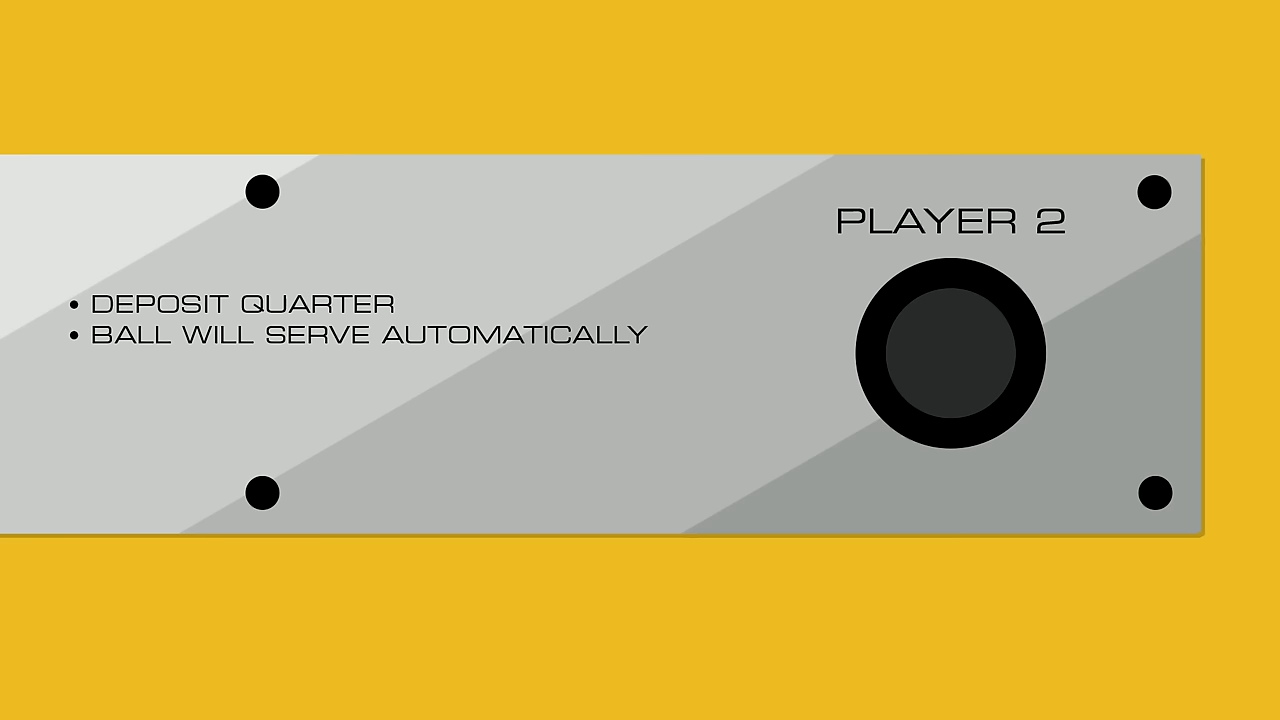 PLAYER 2
• DEPOSIT QUARTER
• BALL WILL SERVE AUTOMATICALLY